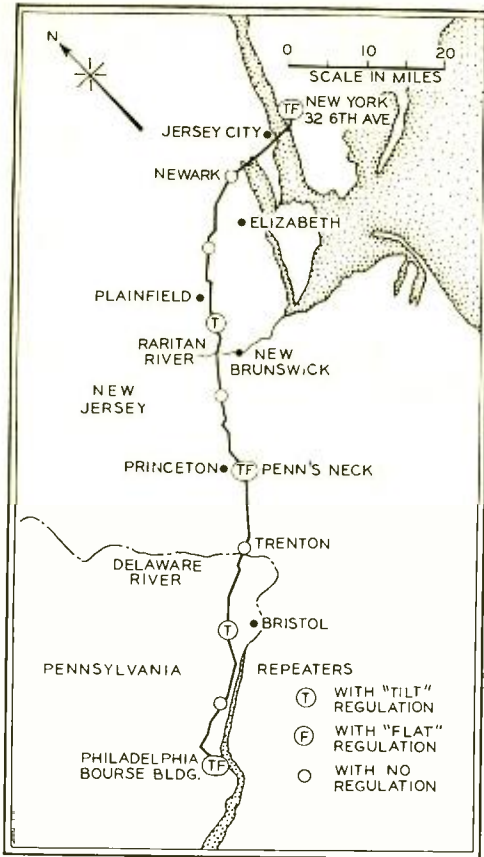 N
0 10 20
SCALE IN MILES
TF
NEW YORK
32 6TH AVE.
JERSEY CITY
NEWARK
ELIZABETH
PLAINFIELD
T
RARITAN
RIVER
NEW
BRUNSWICK
NEW
JERSEY
PRINCETON
TF
PENN'S NECK
TRENTON
DELAWARE
RIVER
T
BRISTOL
PENNSYLVANIA
REPEATERS
T
WITH "TILT"
REGULATION
F
WITH "FLAT"
REGULATION
WITH NO
REGULATION
PHILADELPHIA
BOURSE BLDG.
TF